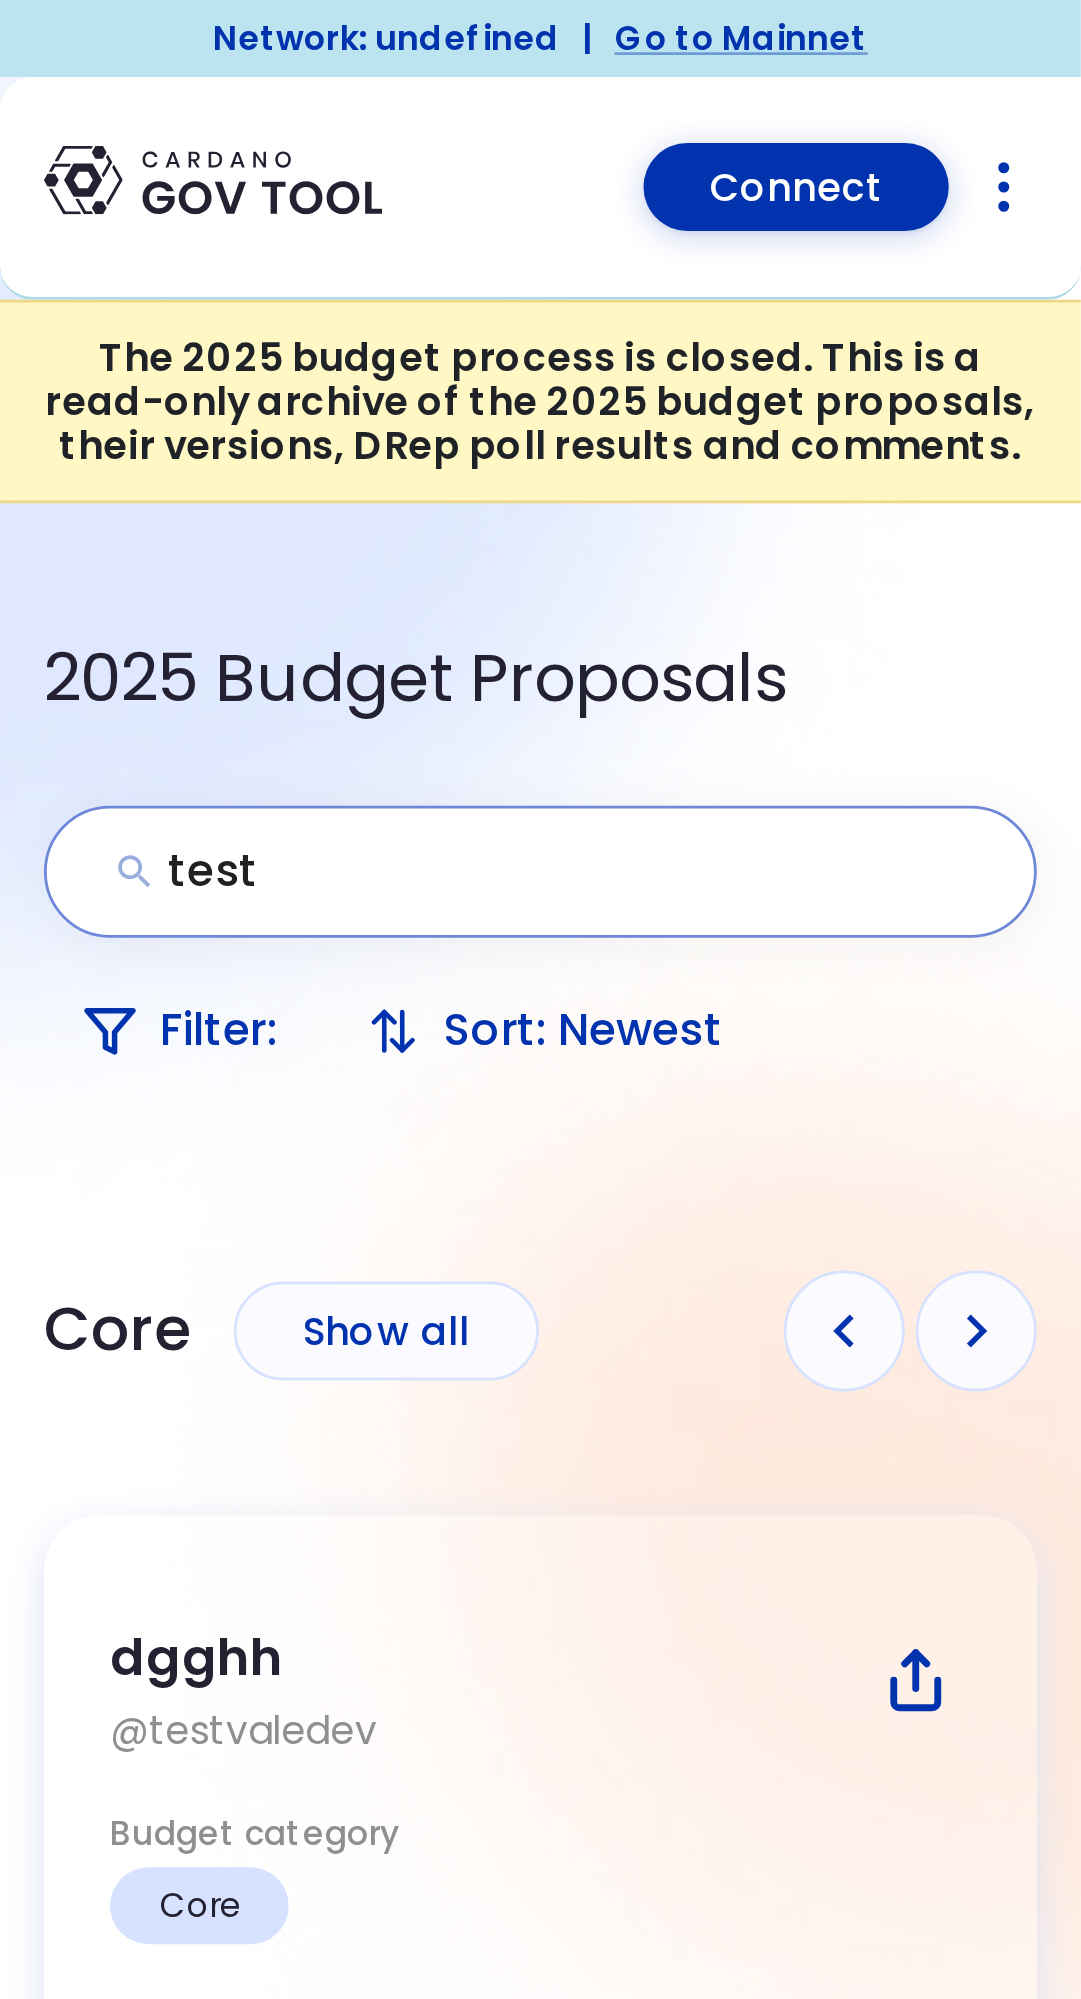 Network: undefined | Go to Mainnet
CARDANO
GOV TOOL
Connect
The 2025 budget process is closed. This is a
read-only archive of the 2025 budget proposals,
their versions, DRep poll results and comments.
2025 Budget Proposals
test
Filter: Sort: Newest
Core Show all
dgghh
@testvaledev
Budget category
Core